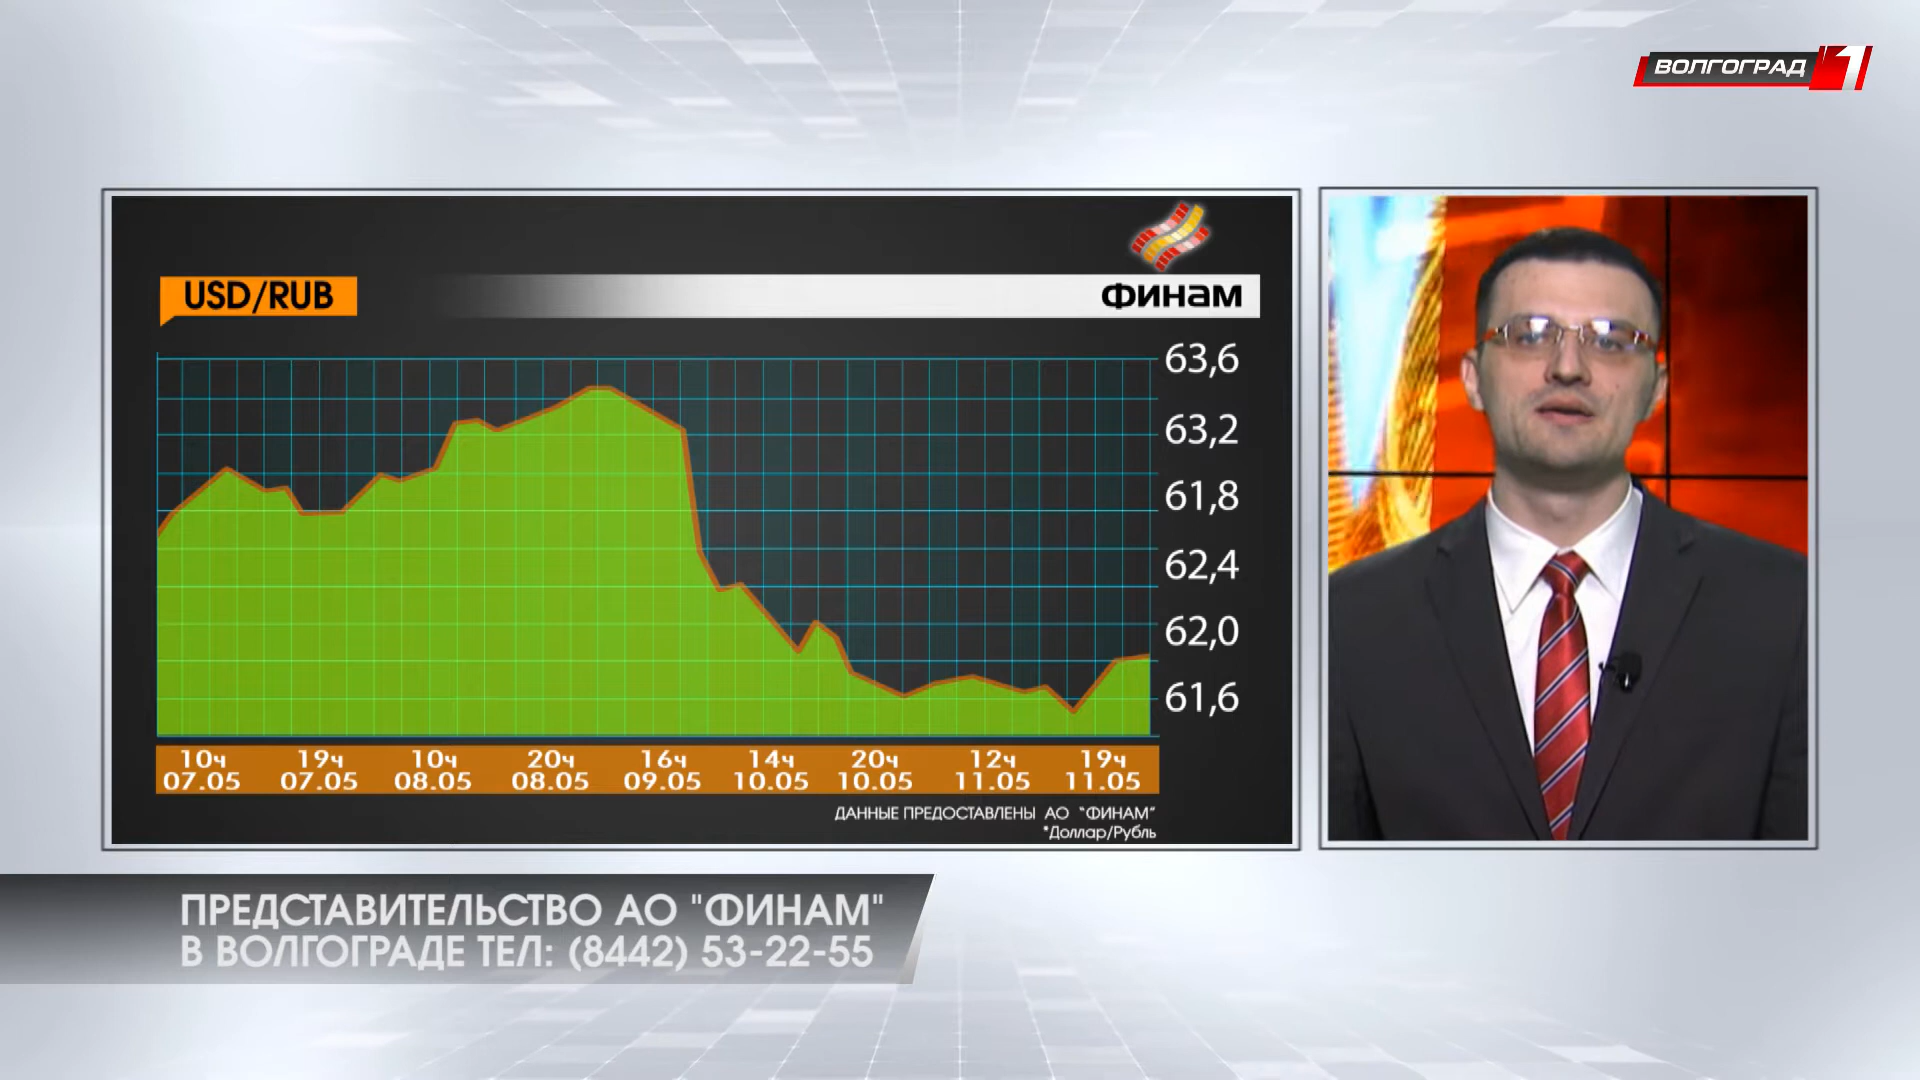 ВОЛГОГРАД 1
USD/RUB
ФИНАМ
63,6
63,2
61,8
62,4
62,0
61,6
10ч 19ч 10ч 20ч 16ч 14ч 20ч 12ч 19ч
07.05 07.05 08.05 08.05 09.05 10.05 10.05 11.05 11.05
ДАННЫЕ ПРЕДОСТАВЛЕНЫ АО "ФИНАМ"
*Доллар/Рубль
ПРЕДСТАВИТЕЛЬСТВО АО "ФИНАМ"
В ВОЛГОГРАДЕ ТЕЛ: (8442) 53-22-55